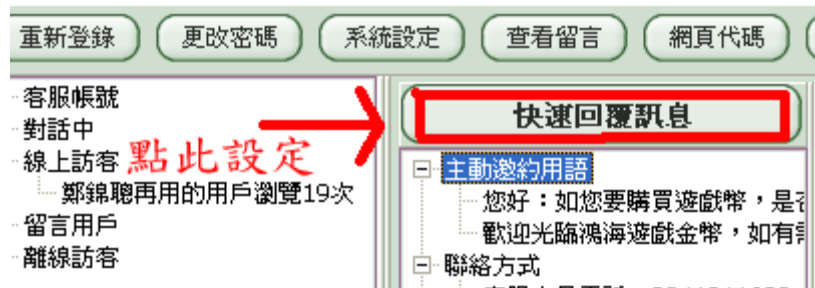 重新登錄 更改密碼 系統設定 查看留言 網頁代碼
客服帳號
對話中
線上訪客
鄭錦聰再用的用戶瀏覽19次
留言用戶
離線訪客
點此設定
快速回覆訊息
主動邀約用語
您好：如您要購買遊戲幣，是否
歡迎光臨鴻海遊戲金幣，如有
聯絡方式